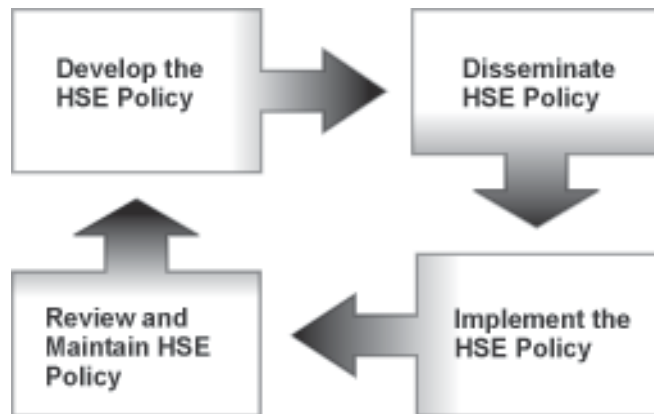 Develop the
HSE Policy
Disseminate
HSE Policy
Implement the
HSE Policy
Review and
Maintain HSE
Policy